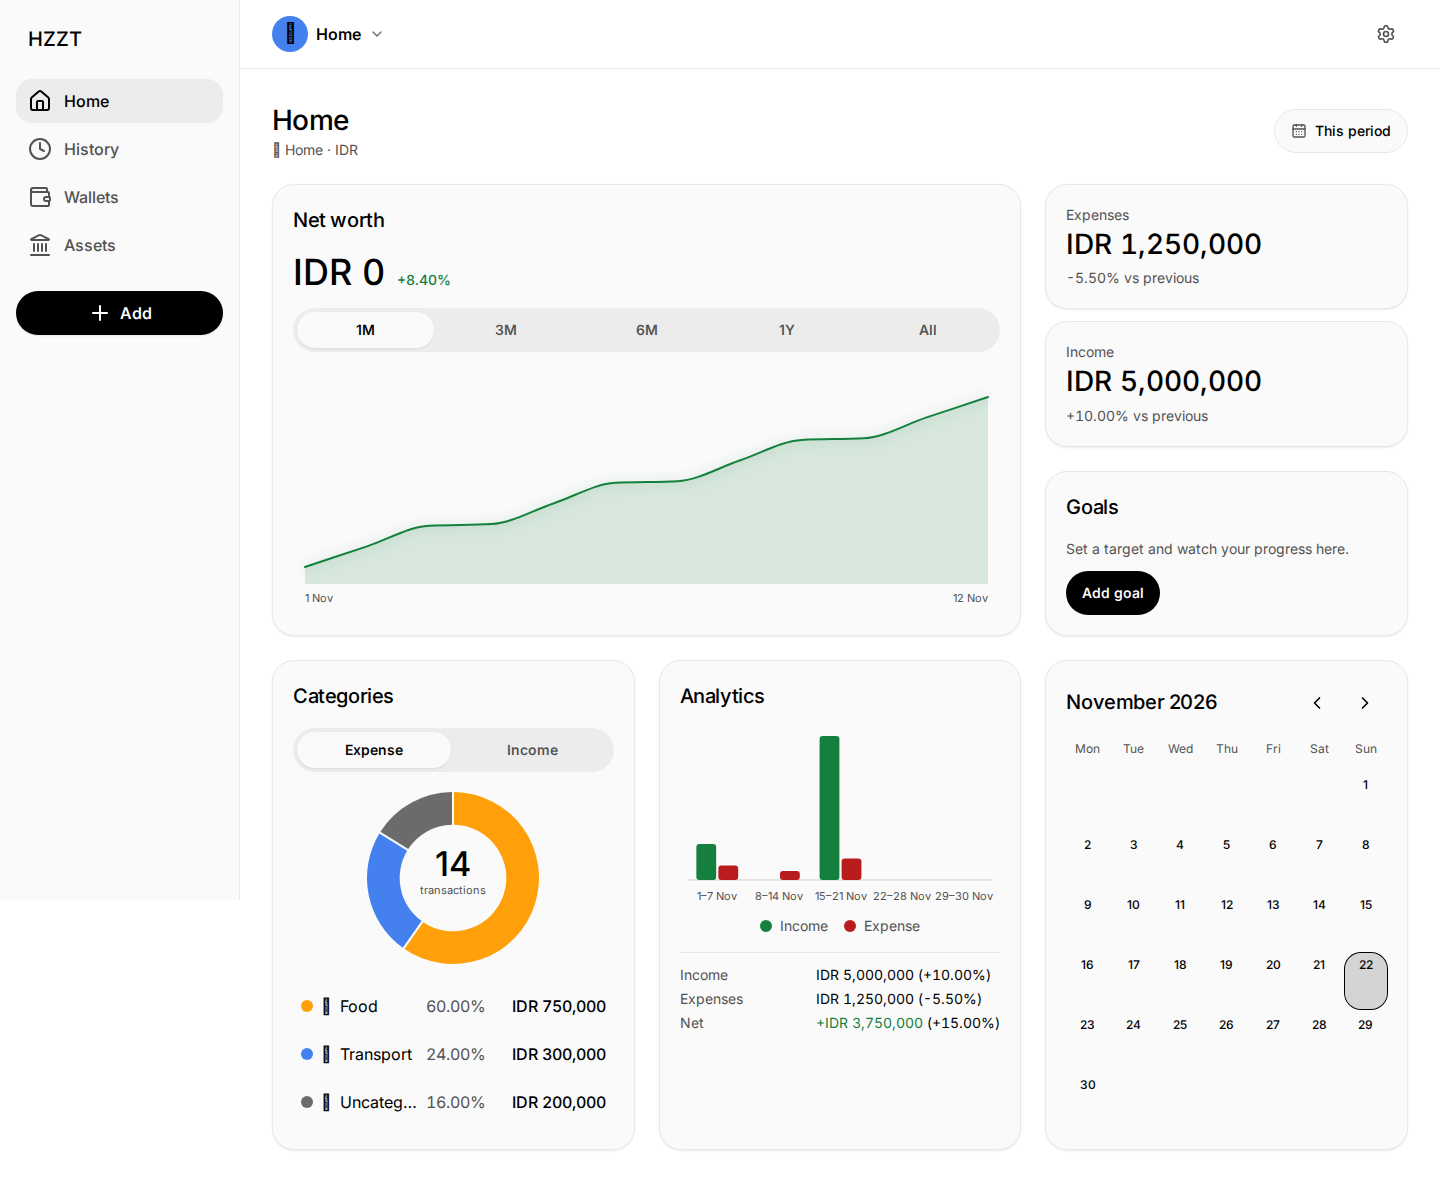 HZZT
Home
History
Wallets
Assets
Add
Home
Home
Home · IDR
This period
Net worth
IDR 0 +8.40%
1M 3M 6M 1Y All
1 Nov 12 Nov
Expenses
IDR 1,250,000
-5.50% vs previous
Income
IDR 5,000,000
+10.00% vs previous
Goals
Set a target and watch your progress here.
Add goal
Categories
Expense Income
14
transactions
Food 60.00% IDR 750,000
Transport 24.00% IDR 300,000
Uncateg... 16.00% IDR 200,000
Analytics
1–7 Nov 8–14 Nov 15–21 Nov 22–28 Nov 29–30 Nov
Income Expense
Income IDR 5,000,000 (+10.00%)
Expenses IDR 1,250,000 (-5.50%)
Net +IDR 3,750,000 (+15.00%)
November 2026
Mon Tue Wed Thu Fri Sat Sun
1
2 3 4 5 6 7 8
9 10 11 12 13 14 15
16 17 18 19 20 21 22
23 24 25 26 27 28 29
30